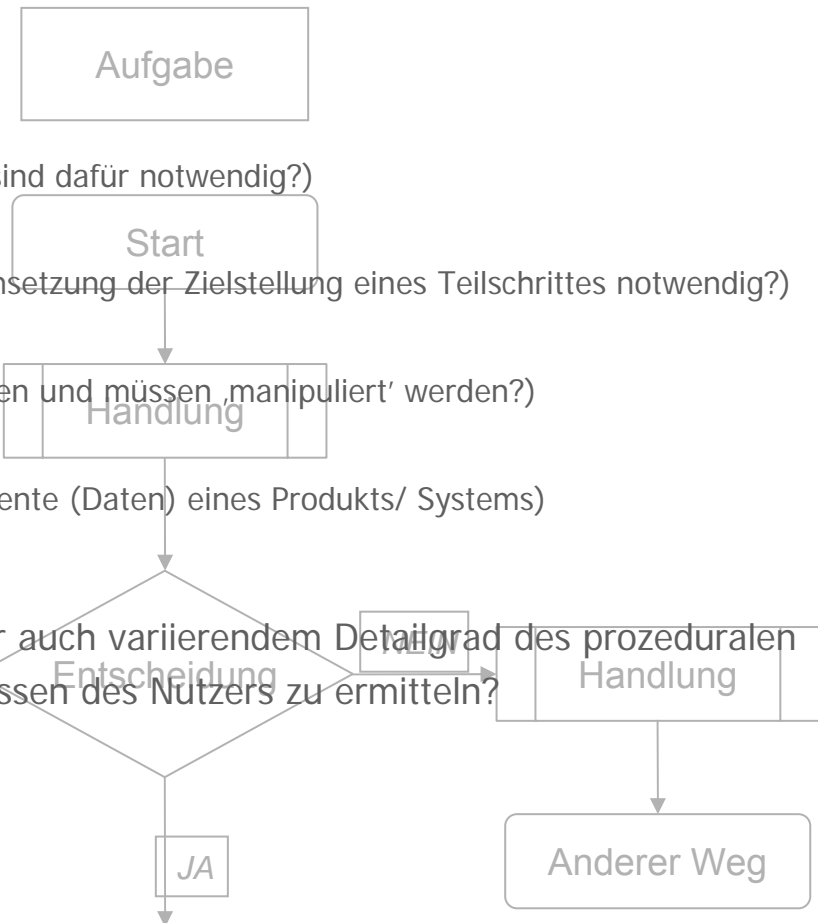 Aufgabe
sind dafür notwendig?)
Start
nsetzung der Zielstellung eines Teilschrittes notwendig?)
en und müssen ‚manipuliert' werden?)
Handlung
ente (Daten) eines Produkts/ Systems)
r auch variierendem Detailgrad des prozeduralen
NEIN
Entscheidung
Handlung
ssen des Nutzers zu ermitteln?
JA
Anderer Weg